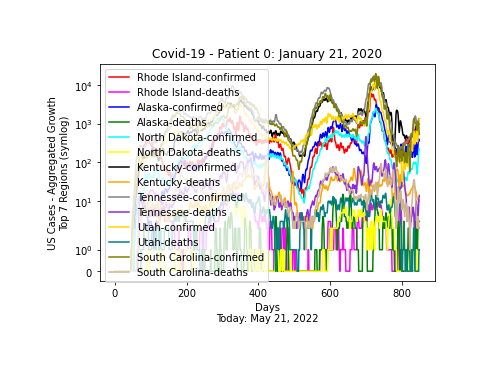 Covid-19 - Patient 0: January 21, 2020
US Cases - Aggregated Growth
Top 7 Regions (symlog)
10⁴
10³
10²
10¹
10⁰
0
Rhode Island-confirmed
Rhode Island-deaths
Alaska-confirmed
Alaska-deaths
North Dakota-confirmed
North Dakota-deaths
Kentucky-confirmed
Kentucky-deaths
Tennessee-confirmed
Tennessee-deaths
Utah-confirmed
Utah-deaths
South Carolina-confirmed
South Carolina-deaths
0 200 400 600 800
Days
Today: May 21, 2022